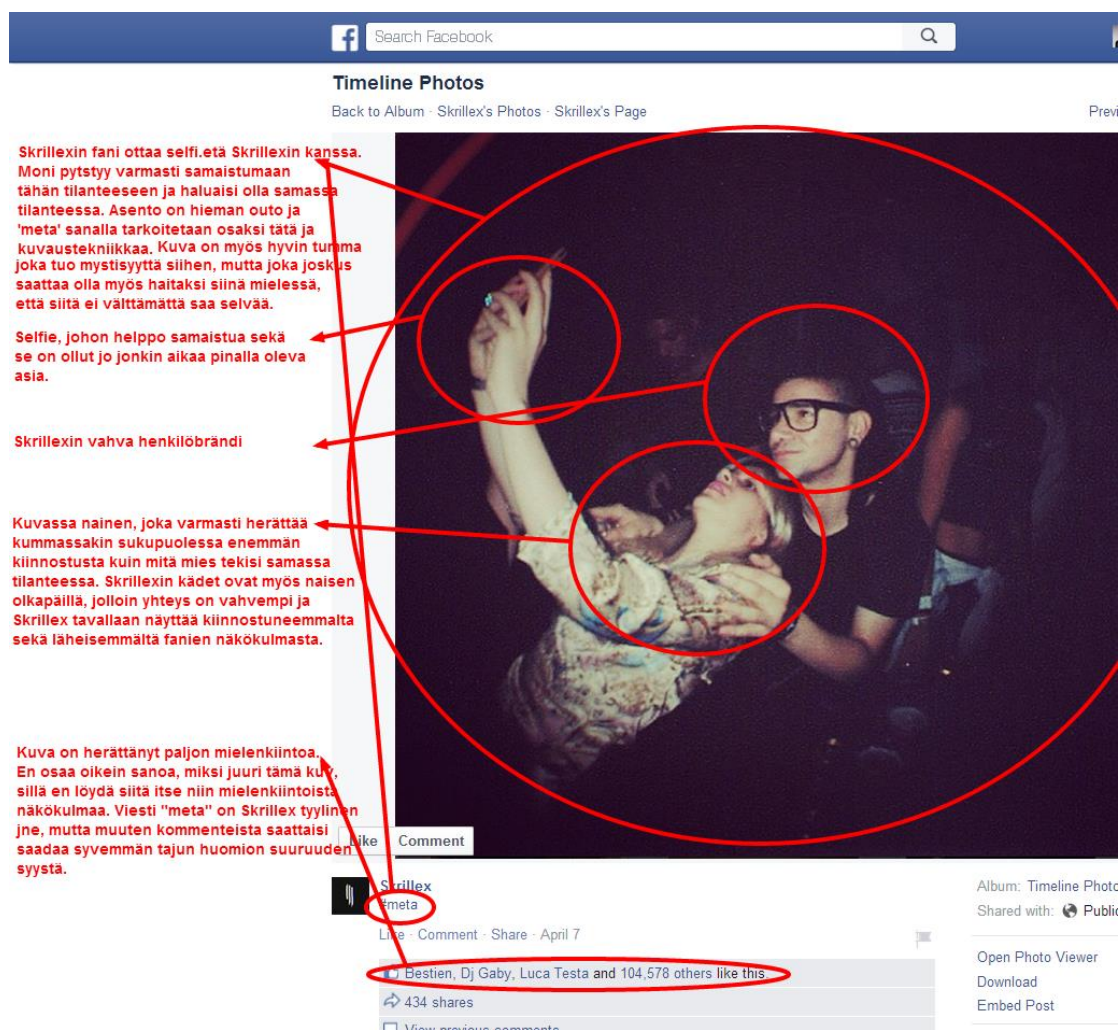 f
Search Facebook
Timeline Photos
Back to Album · Skrillex's Photos · Skrillex's Page
Skrillexin fani ottaa selfi.etä Skrillexin kanssa.
Moni pytstyy varmasti samaistumaan
tähän tilanteeseen ja haluaisi olla samassa
tilanteessa. Asento on hieman outo ja
'meta' sanalla tarkoitetaan osaksi tätä ja
kuvaustekniikkaa. Kuva on myös hyvin tumma
joka tuo mystisyyttä siihen, mutta joka joskus
saattaa olla myös haitaksi siinä mielessä,
että siitä ei välttämättä saa selvää.
Selfie, johon helppo samaistua sekä
se on ollut jo jonkin aikaa pinalla oleva
asia.
Skrillexin vahva henkilöbrändi
Kuvassa nainen, joka varmasti herättää
kummassakin sukupuolessa enemmän
kiinnostusta kuin mitä mies tekisi samassa
tilanteessa. Skrillexin kädet ovat myös naisen
olkapäillä, jolloin yhteys on vahvempi ja
Skrillex tavallaan näyttää kiinnostuneemmalta
sekä läheisemmältä fanien näkökulmasta.
Kuva on herättänyt paljon mielenkiintoa.
En osaa oikein sanoa, miksi juuri tämä kuv,
sillä en löydä siitä itse niin mielenkiintoista
näkökulmaa. Viesti "meta" on Skrillex tyylinen
jne, mutta muuten kommenteista saattaisi
saadaa syvemmän tajun huomion suuruuden
syystä.
Like Comment
Skrillex
#meta
Like · Comment · Share · April 7
Bestien, Dj Gaby, Luca Testa and 104,578 others like this.
434 shares
View previous comments
Album: Timeline
Shared with: Public
Open Photo Viewer
Download
Embed Post